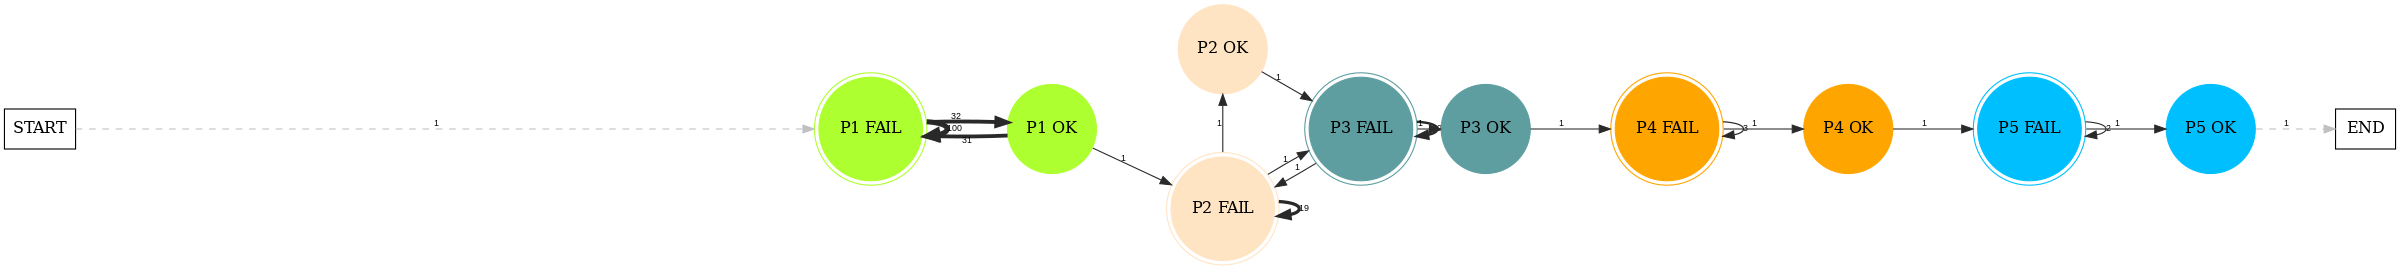 P2 OK
1
1
START
1
P1 FAIL
32
100
31
P1 OK
1
P2 FAIL
19
1
1
P3 FAIL
1
P3 OK
1
P4 FAIL
3
1
P4 OK
1
P5 FAIL
2
1
P5 OK
1
END